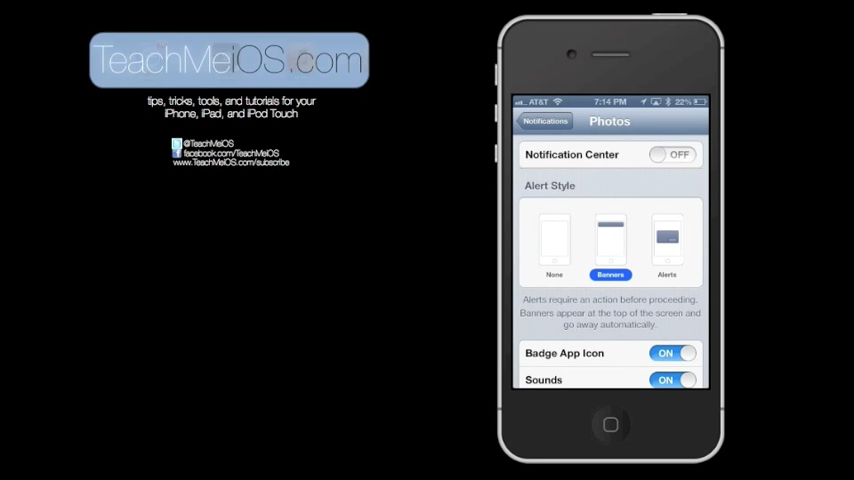 TeachMeiOS.com
tips, tricks, tools, and tutorials for your
iPhone, iPad, and iPod Touch
@TeachMeiOS
facebook.com/TeachMeiOS
www.TeachMeiOS.com/subscribe
AT&T 7:14 PM 22%
Notifications Photos
Notification Center OFF
Alert Style
None Banners Alerts
Alerts require an action before proceeding.
Banners appear at the top of the screen and
go away automatically.
Badge App Icon ON
Sounds ON